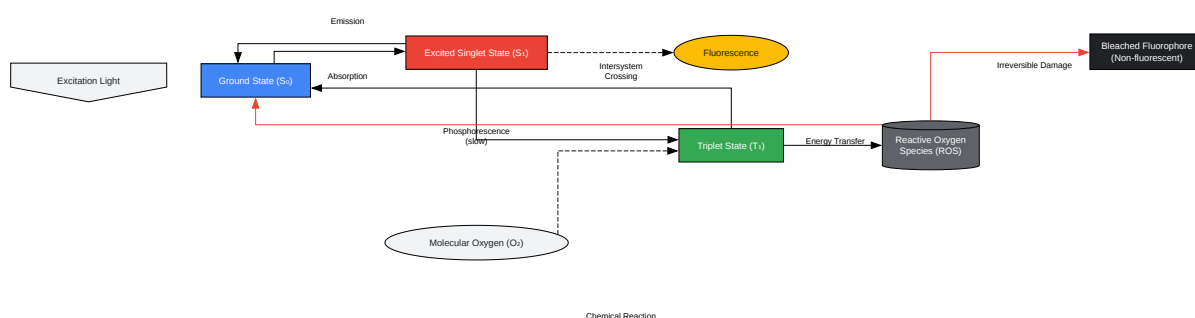 Emission
Excited Singlet State (S₁)
Fluorescence
Bleached Fluorophore
(Non-fluorescent)
Intersystem
Crossing
Irreversible Damage
Excitation Light
Ground State (S₀)
Absorption
Phosphorescence
(slow)
Triplet State (T₁)
Energy Transfer
Reactive Oxygen
Species (ROS)
Molecular Oxygen (O₂)
Chemical Reaction